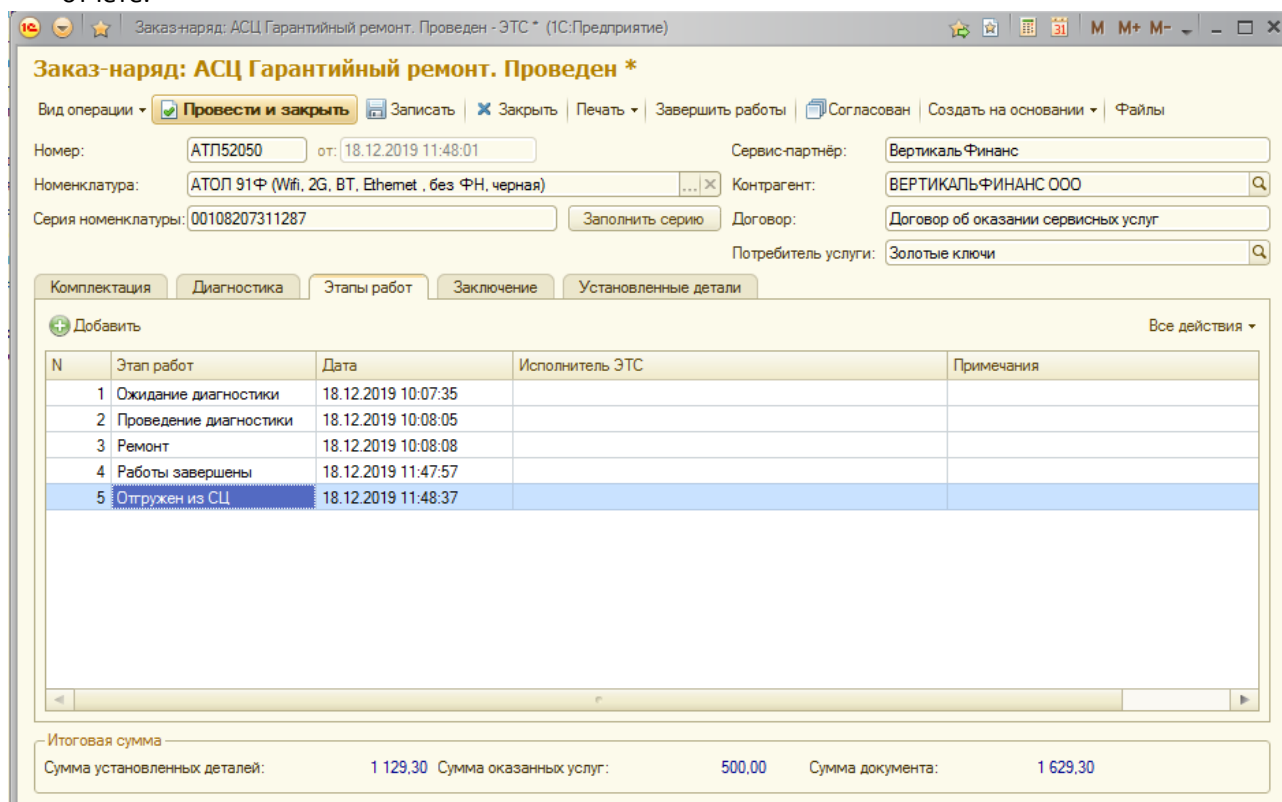 отчете.
Заказ-наряд: АСЦ Гарантийный ремонт. Проведен - ЭТС * (1С:Предприятие) M M+ M-
Заказ-наряд: АСЦ Гарантийный ремонт. Проведен *
Вид операции Провести и закрыть Записать Закрыть Печать Завершить работы Согласован Создать на основании Файлы
Номер: АТЛ52050 от: 18.12.2019 11:48:01 Сервис-партнёр: Вертикаль Финанс
Номенклатура: АТОЛ 91Ф (Wifi, 2G, BT, Ethernet , без ФН, черная) ... × Контрагент: ВЕРТИКАЛЬФИНАНС ООО
Серия номенклатуры: 00108207311287 Заполнить серию Договор: Договор об оказании сервисных услуг
Потребитель услуги: Золотые ключи
Комплектация Диагностика Этапы работ Заключение Установленные детали
Добавить Все действия
N Этап работ Дата Исполнитель ЭТС Примечания
1 Ожидание диагностики 18.12.2019 10:07:35
2 Проведение диагностики 18.12.2019 10:08:05
3 Ремонт 18.12.2019 10:08:08
4 Работы завершены 18.12.2019 11:47:57
5 Отгружен из СЦ 18.12.2019 11:48:37
Итоговая сумма
Сумма установленных деталей: 1 129,30 Сумма оказанных услуг: 500,00 Сумма документа: 1 629,30